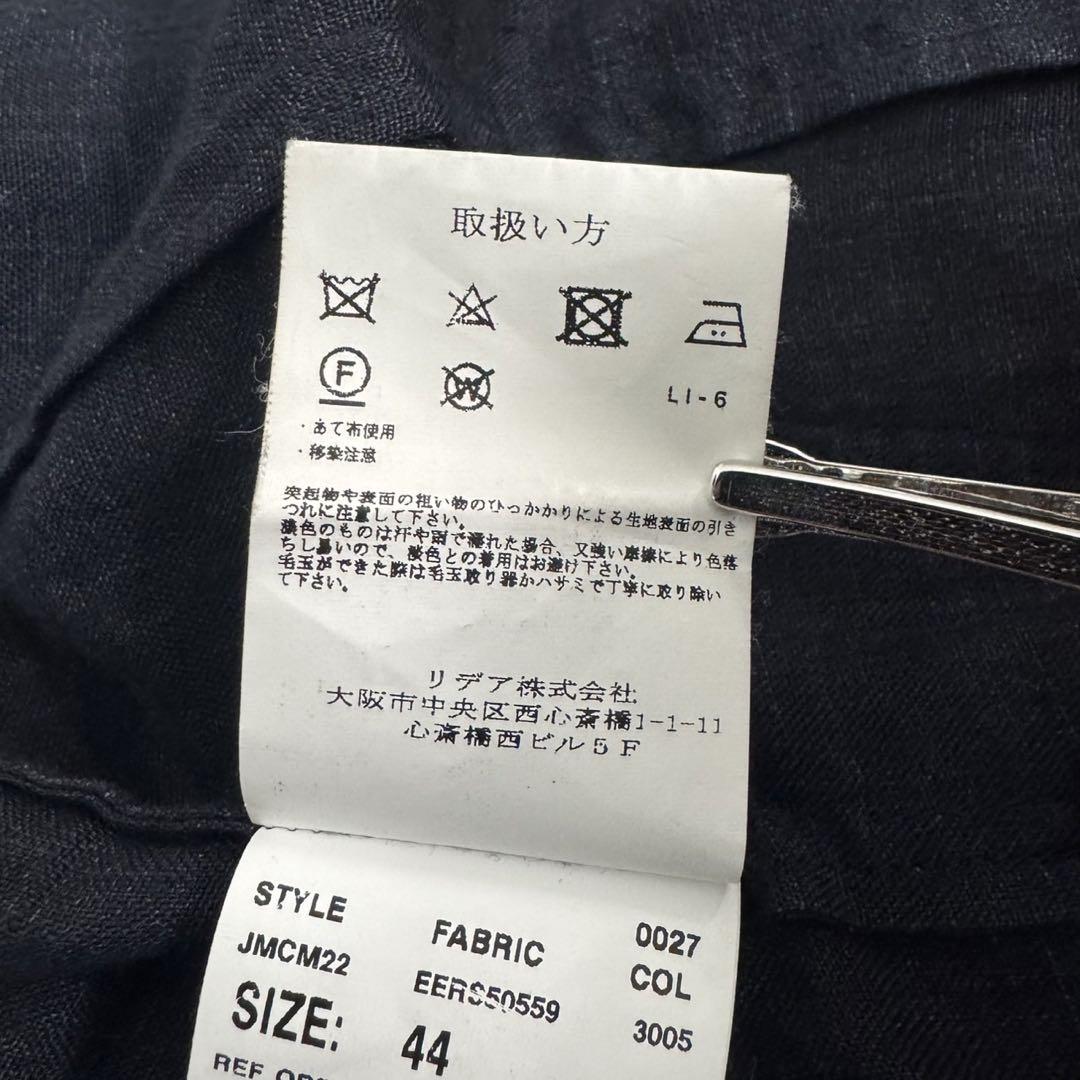 取扱い方
F
W
LI-6
・あて布使用
・移染注意
突起物や表面の粗い物のひっかかりによる生地表面の引き
つれに注意して下さい。
濃色のものは汗や雨で濡れた場合、又強い摩擦により色落
ちし易いので、淡色との着用はお避け下さい。
毛玉ができた際は毛玉取り器かハサミで丁寧に取り除い
て下さい。
リデア株式会社
大阪市中央区西心斎橋1-1-11
心斎橋西ビル5F
STYLE FABRIC 0027
JMCM22 EERS50559 COL
SIZE: 44 3005
REF